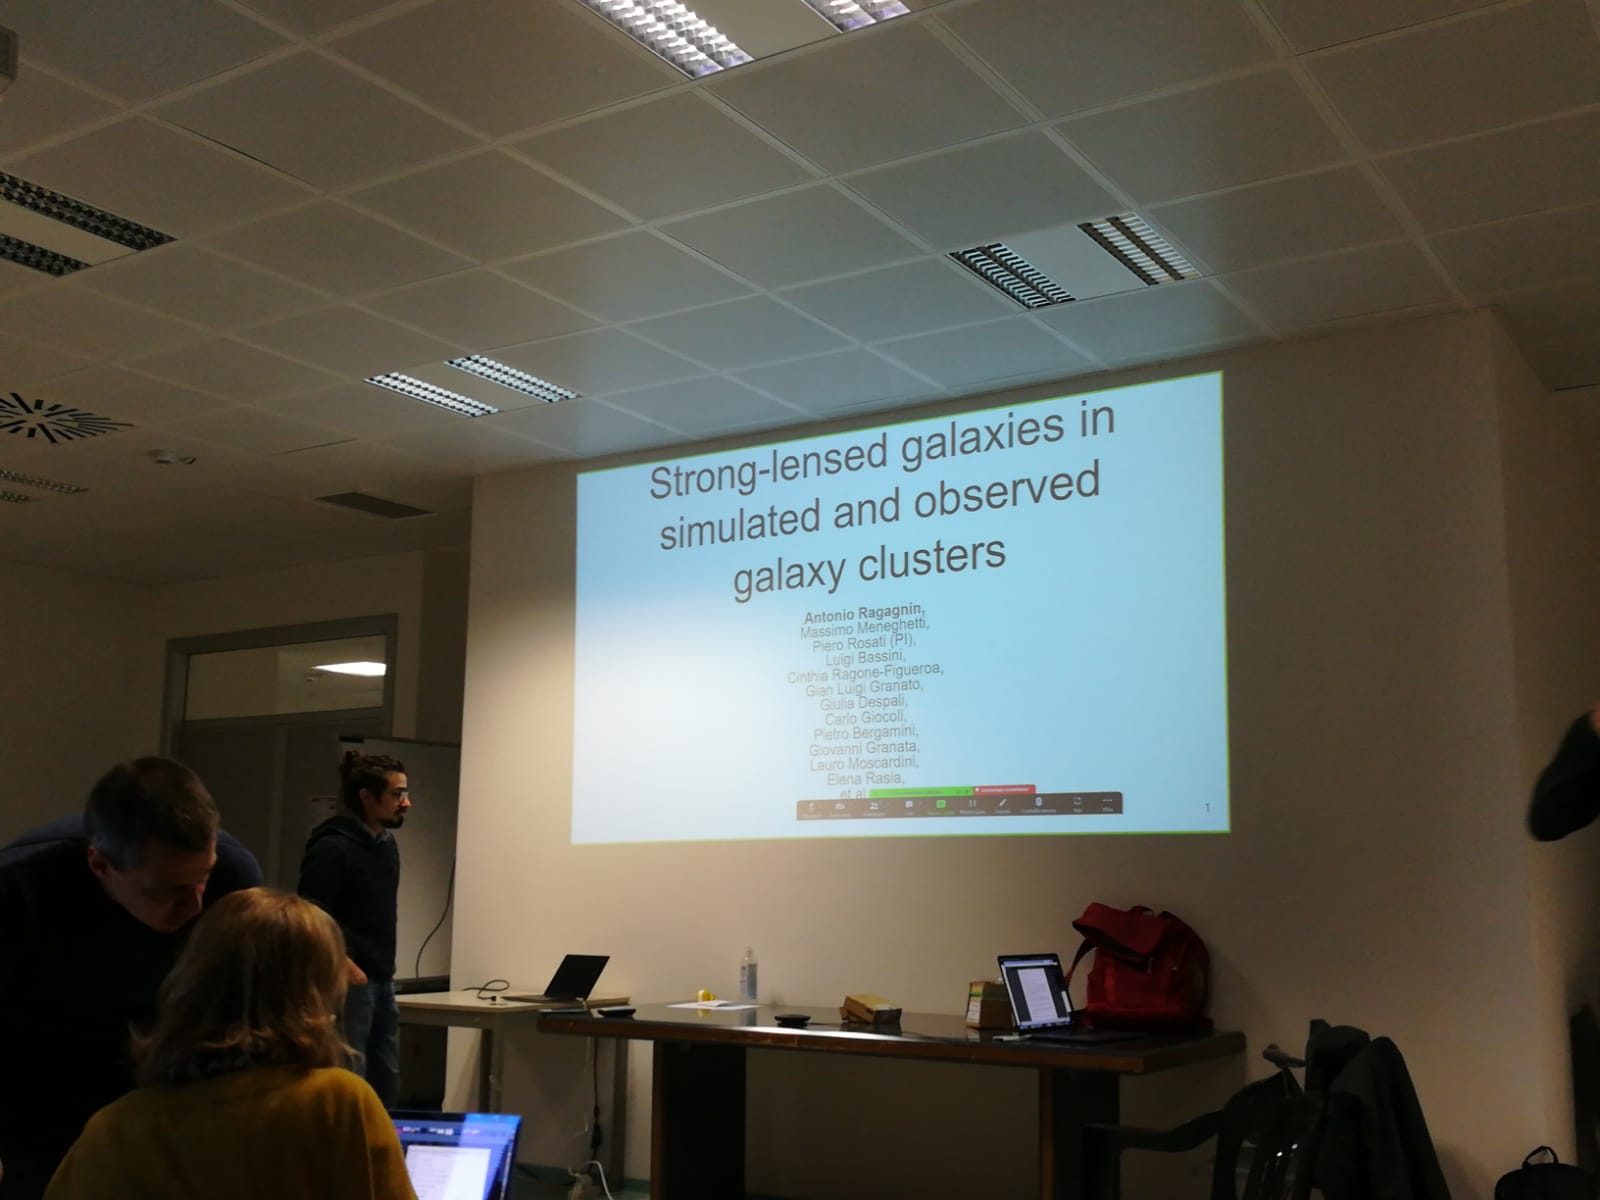 Strong-lensed galaxies in
simulated and observed
galaxy clusters
Antonio Ragagnin,
Massimo Meneghetti,
Piero Rosati (PI),
Luigi Bassini,
Cinthia Ragone-Figueroa,
Gian Luigi Granato,
Giulia Despali,
Carlo Giocoli,
Pietro Bergamini,
Giovanni Granata,
Lauro Moscardini,
Elena Rasia,
et al
1